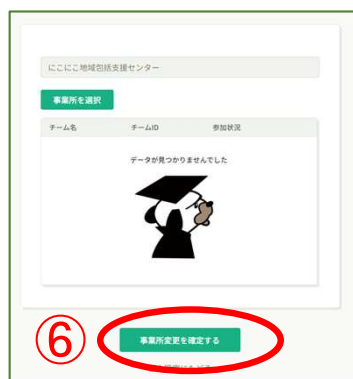 にこにこ地域包括支援センター
事業所を選択
チーム名 チームID 参加状況
データが見つかりませんでした
⑥ 事業所変更を確定する